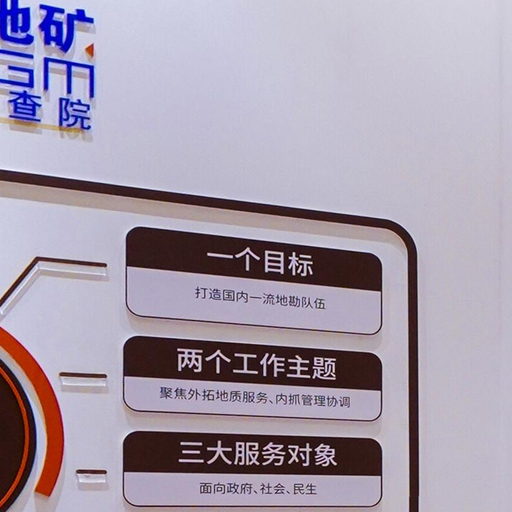 地矿
GM
查院
一个目标
打造国内一流地勘队伍
两个工作主题
聚焦外拓地质服务、内抓管理协调
三大服务对象
面向政府、社会、民生